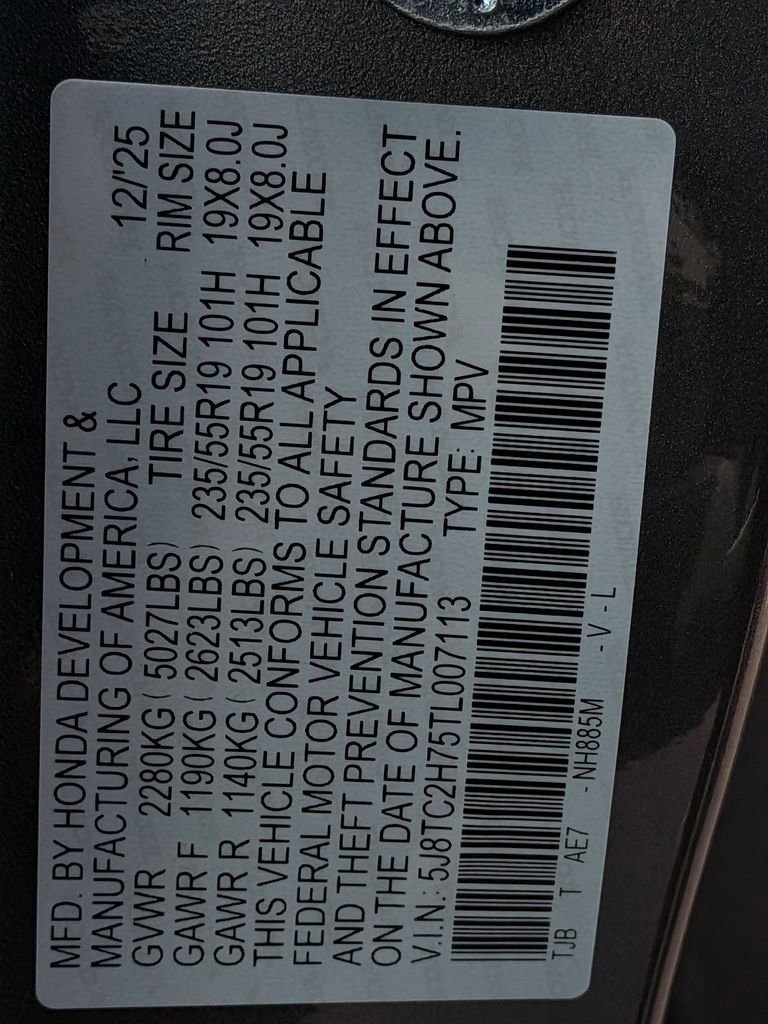 MFD. BY HONDA DEVELOPMENT &
MANUFACTURING OF AMERICA, LLC 12/'25
GVWR 2280KG ( 5027LBS) TIRE SIZE RIM SIZE
GAWR F 1190KG ( 2623LBS) 235/55R19 101H 19X8.0J
GAWR R 1140KG ( 2513LBS) 235/55R19 101H 19X8.0J
THIS VEHICLE CONFORMS TO ALL APPLICABLE
FEDERAL MOTOR VEHICLE SAFETY
AND THEFT PREVENTION STANDARDS IN EFFECT
ON THE DATE OF MANUFACTURE SHOWN ABOVE.
V.I.N.: 5J8TC2H75TL007113 TYPE: MPV
TJB T AE7 -NH885M -V-L